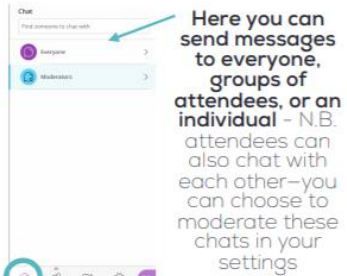 Chat
Find someone to chat with
Everyone
Moderators
Here you can
send messages
to everyone,
groups of
attendees, or an
individual - N.B.
attendees can
also chat with
each other—you
can choose to
moderate these
chats in your
settings